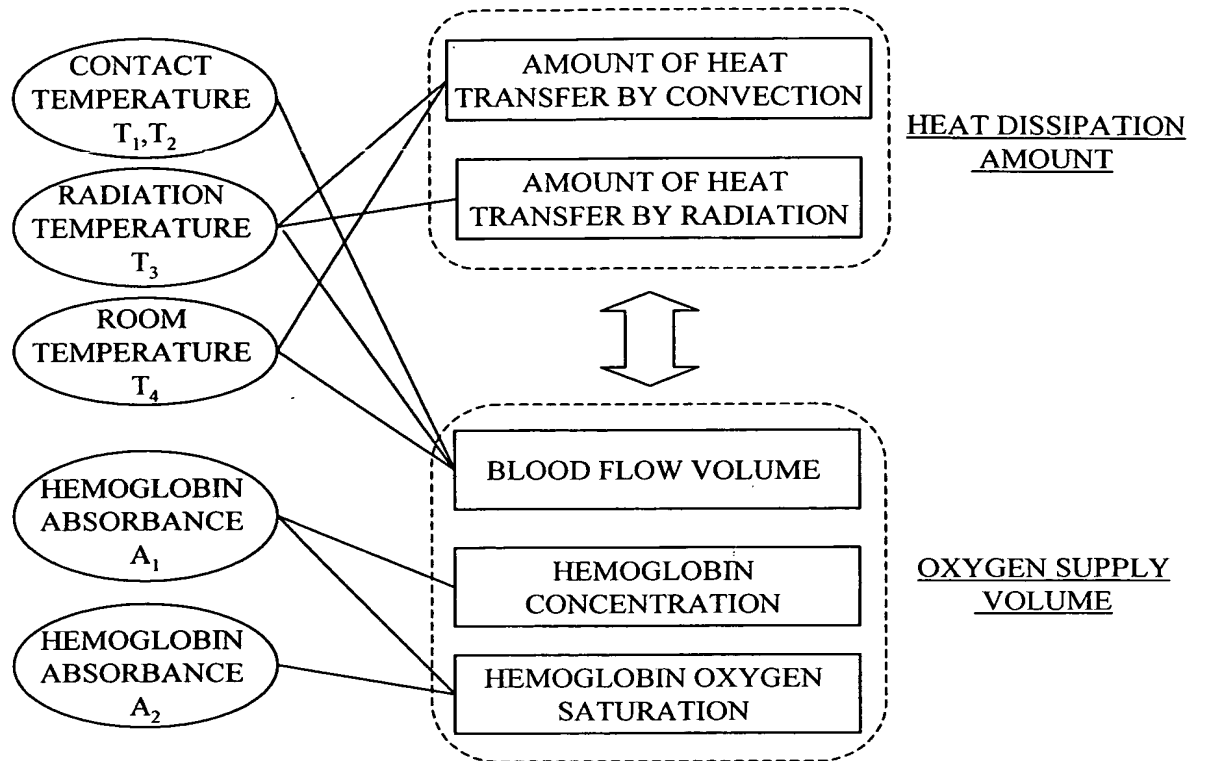 CONTACT
TEMPERATURE
T₁,T₂
RADIATION
TEMPERATURE
T₃
ROOM
TEMPERATURE
T₄
HEMOGLOBIN
ABSORBANCE
A₁
HEMOGLOBIN
ABSORBANCE
A₂
AMOUNT OF HEAT
TRANSFER BY CONVECTION
AMOUNT OF HEAT
TRANSFER BY RADIATION
HEAT DISSIPATION
AMOUNT
BLOOD FLOW VOLUME
HEMOGLOBIN
CONCENTRATION
HEMOGLOBIN OXYGEN
SATURATION
OXYGEN SUPPLY
VOLUME